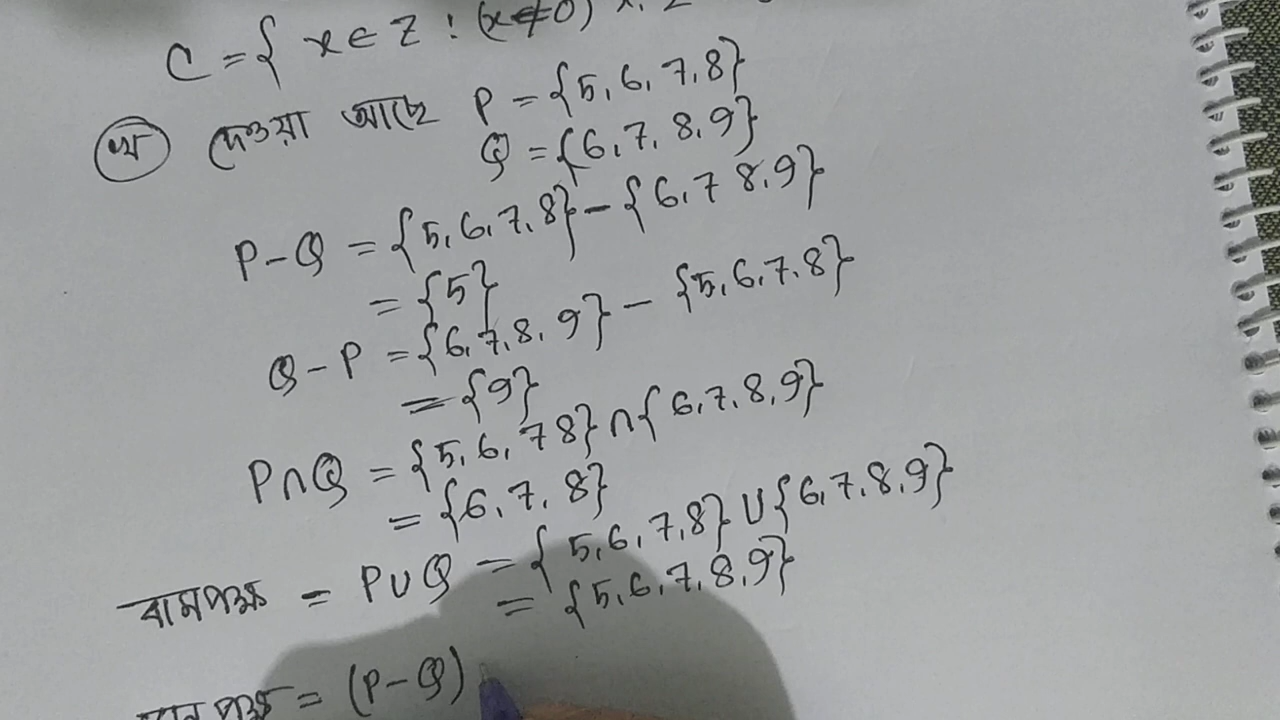 C = { x ∈ Z : (x ≠ 0)
খ দেওয়া আছে P = {5, 6, 7, 8}
Q = {6, 7, 8, 9}
P - Q = {5, 6, 7, 8} - {6, 7 8, 9}
= {5}
Q - P = {6, 7, 8, 9} - {5, 6, 7, 8}
= {9}
P ∩ Q = {5, 6, 7 8} ∩ {6, 7, 8, 9}
= {6, 7, 8}
বামপক্ষ = P ∪ Q = {5, 6, 7, 8} ∪ {6, 7, 8, 9}
= {5, 6, 7, 8, 9}
ডানপক্ষ = (P - Q)